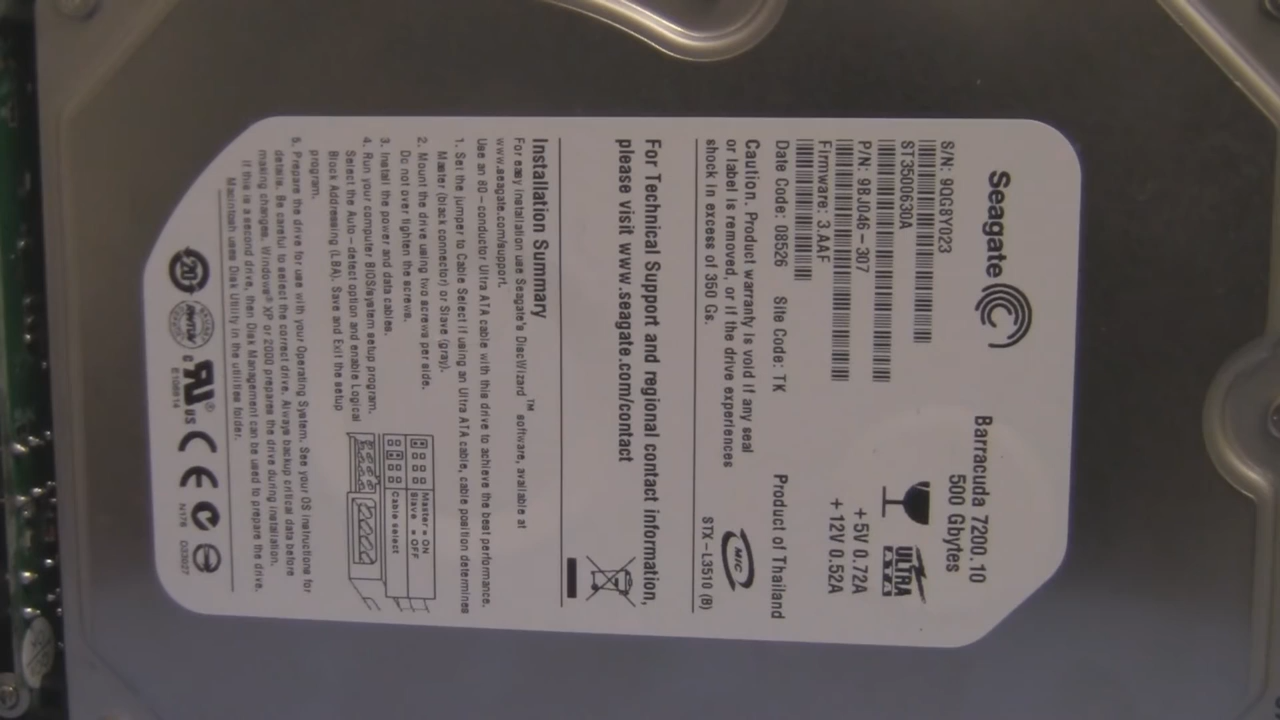 Seagate
Barracuda 7200.10
500 Gbytes
S/N: 9QG8Y023
ST3500630A
P/N: 9BJ046-307
Firmware: 3.AAF
ULTRA
ATA
+5V 0.72A
+12V 0.52A
Date Code: 08526 Site Code: TK Product of Thailand
Caution. Product warranty is void if any seal
or label is removed, or if the drive experiences
shock in excess of 350 Gs.
MIC
STX-L3510 (B)
For Technical Support and regional contact information,
please visit www.seagate.com/contact
Installation Summary
For easy installation use Seagate's DiscWizard™ software, available at
www.seagate.com/support.
Use an 80-conductor Ultra ATA cable with this drive to achieve the best performance.
1. Set the jumper to Cable Select if using an Ultra ATA cable, cable position determines
Master (black connector) or Slave (gray).
2. Mount the drive using two screws per side.
Do not over tighten the screws.
3. Install the power and data cables.
4. Run your computer BIOS/system setup program.
Select the Auto-detect option and enable Logical
Block Addressing (LBA). Save and Exit the setup
program.
Master = ON
Slave = OFF
Cable select
5. Prepare the drive for use with your Operating System. See your OS instructions for
details. Be careful to select the correct drive. Always backup critical data before
making changes. Windows® XP or 2000 prepares the drive during installation.
If this is a second drive, then Disk Management can be used to prepare the drive.
Macintosh uses Disk Utility in the utilities folder.
20
c
US
E108814
CE
N176
D33027